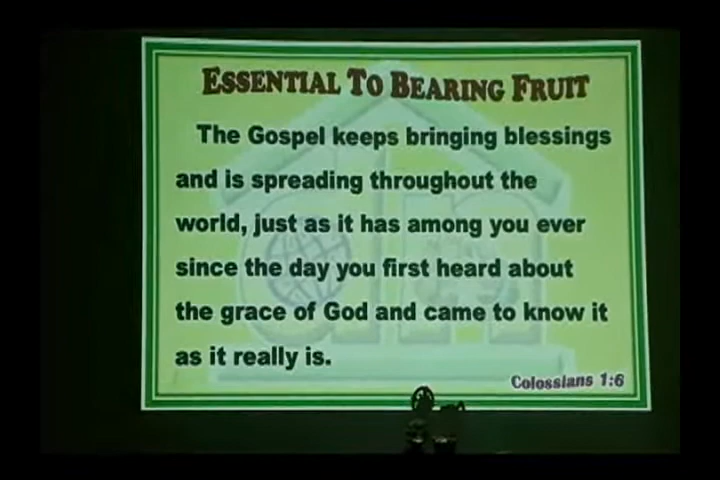 ESSENTIAL TO BEARING FRUIT
The Gospel keeps bringing blessings
and is spreading throughout the
world, just as it has among you ever
since the day you first heard about
the grace of God and came to know it
as it really is.
Colossians 1:6